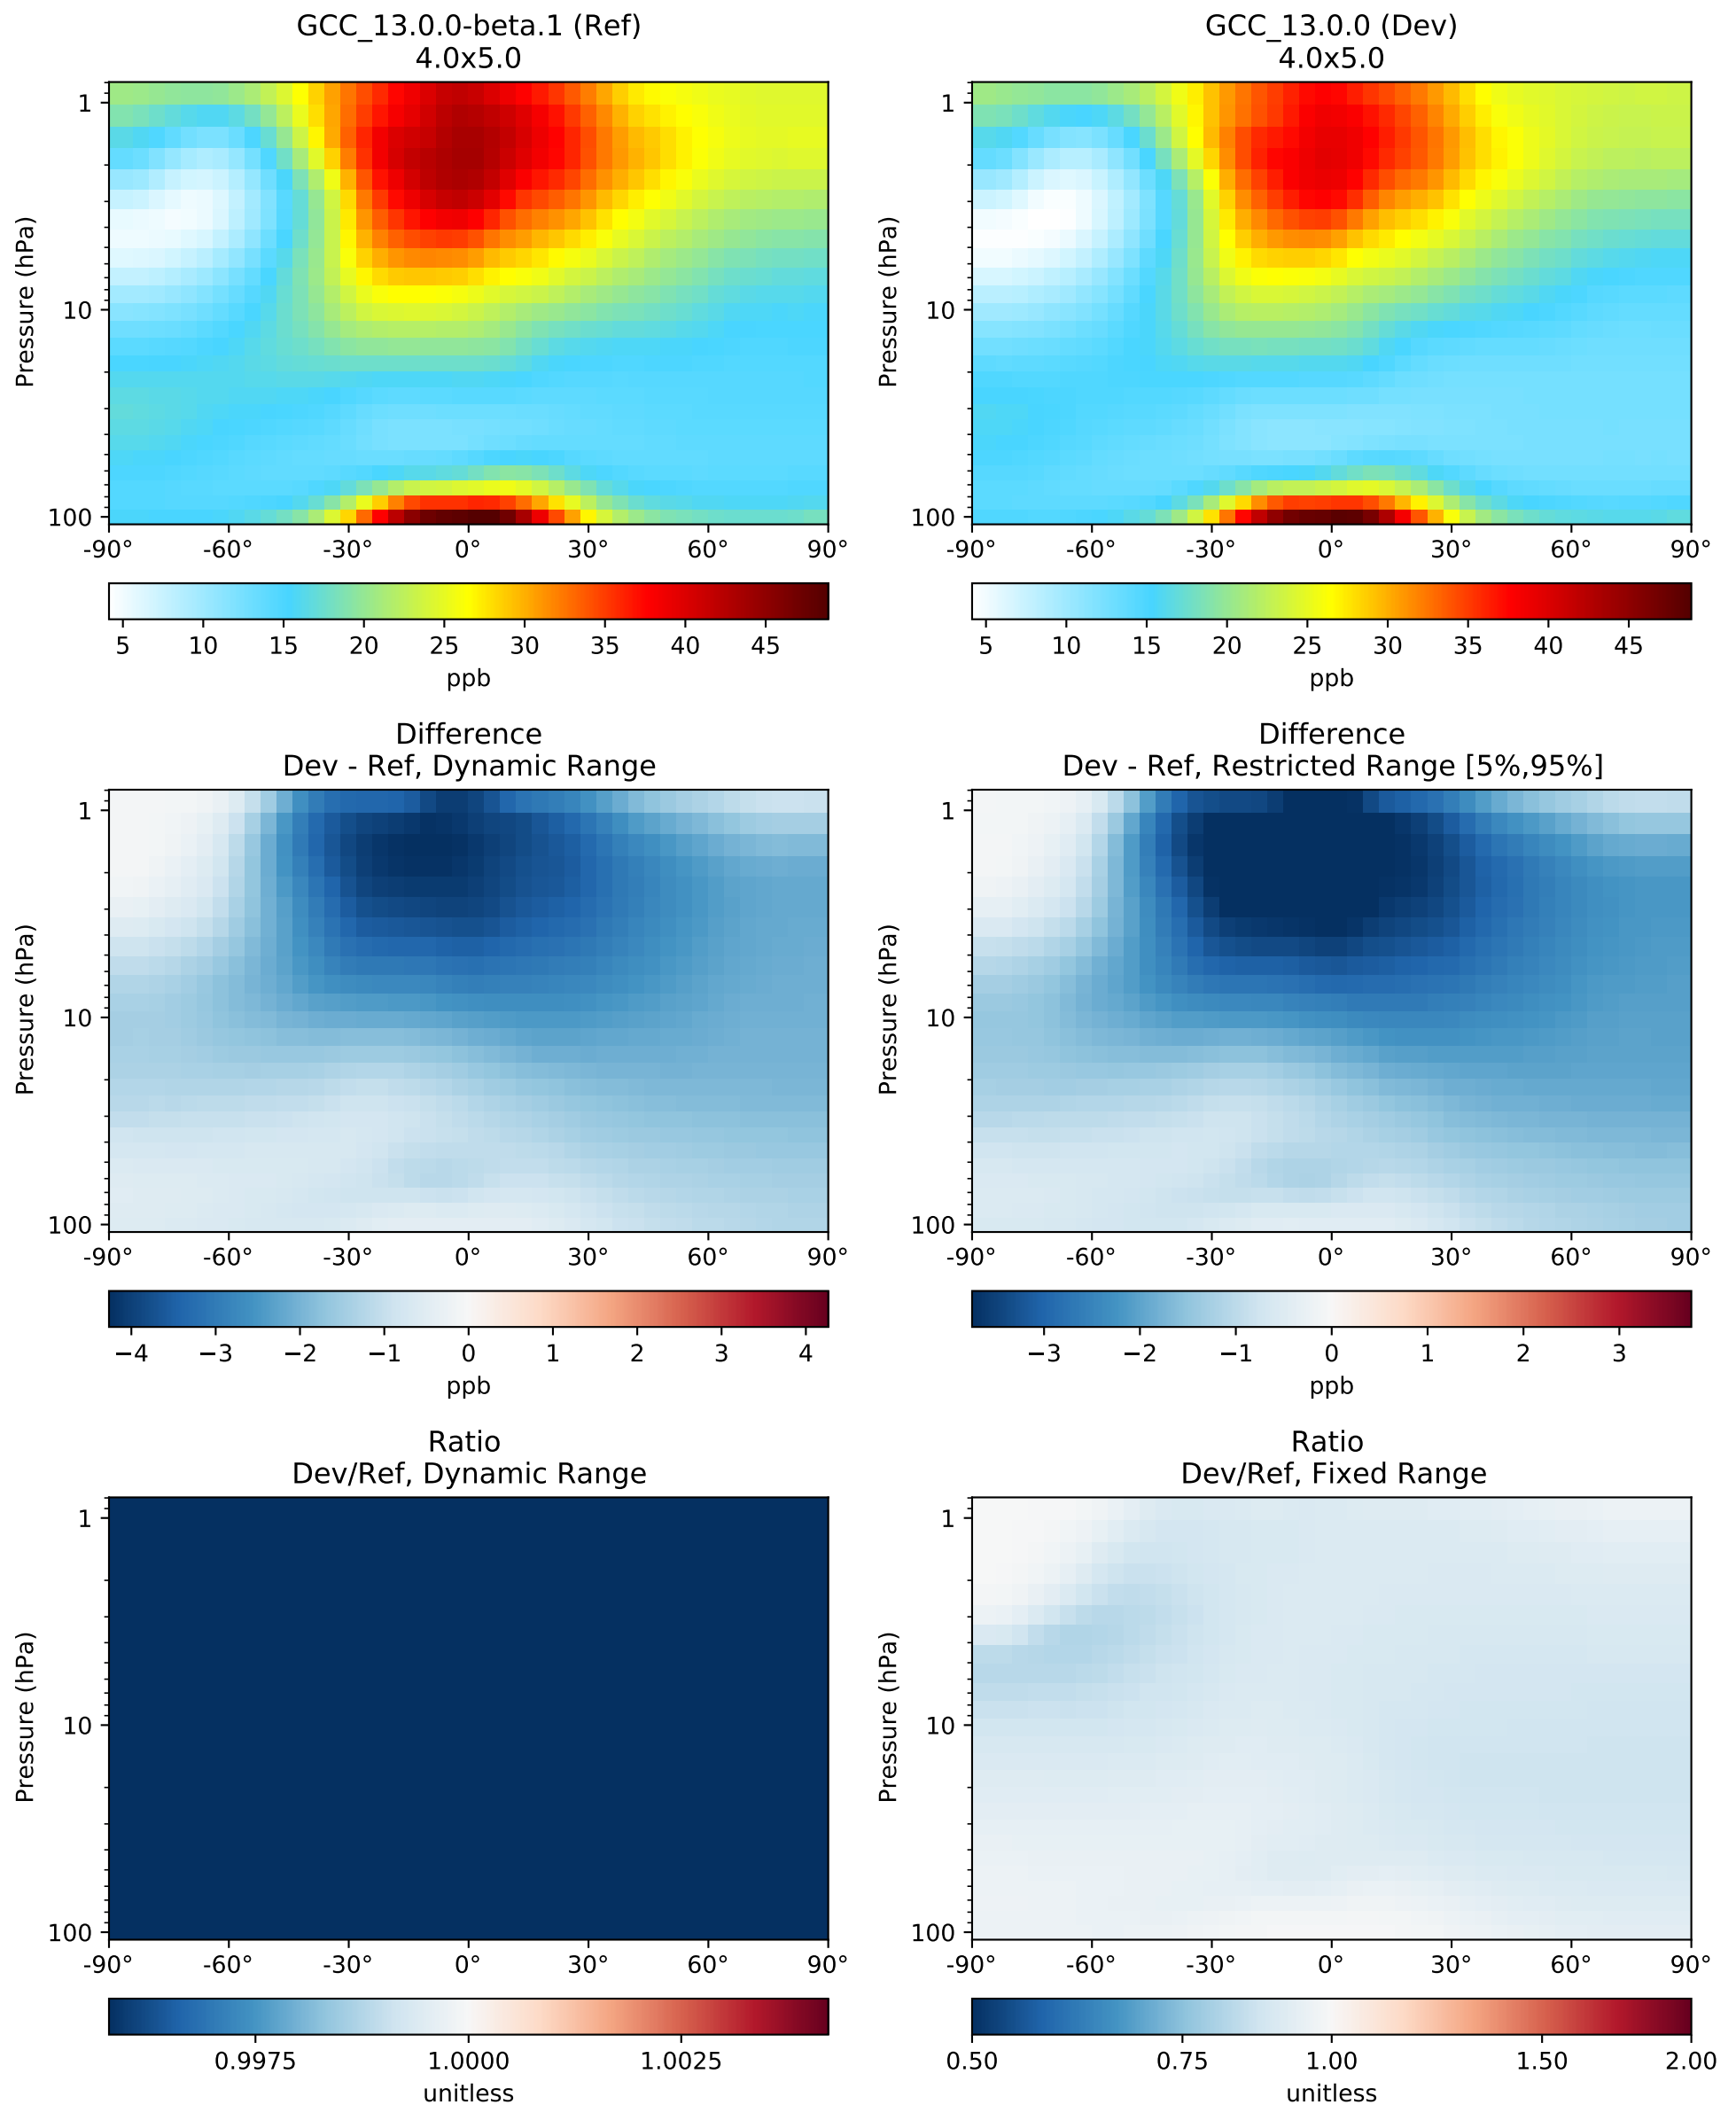 GCC_13.0.0-beta.1 (Ref)
4.0x5.0
Pressure (hPa)
1
10
100
-90° -60° -30° 0° 30° 60° 90°
5 10 15 20 25 30 35 40 45
ppb
GCC_13.0.0 (Dev)
4.0x5.0
Pressure (hPa)
1
10
100
-90° -60° -30° 0° 30° 60° 90°
5 10 15 20 25 30 35 40 45
ppb
Difference
Dev - Ref, Dynamic Range
Pressure (hPa)
1
10
100
-90° -60° -30° 0° 30° 60° 90°
−4 −3 −2 −1 0 1 2 3 4
ppb
Difference
Dev - Ref, Restricted Range [5%,95%]
Pressure (hPa)
1
10
100
-90° -60° -30° 0° 30° 60° 90°
−3 −2 −1 0 1 2 3
ppb
Ratio
Dev/Ref, Dynamic Range
Pressure (hPa)
1
10
100
-90° -60° -30° 0° 30° 60° 90°
0.9975 1.0000 1.0025
unitless
Ratio
Dev/Ref, Fixed Range
Pressure (hPa)
1
10
100
-90° -60° -30° 0° 30° 60° 90°
0.50 0.75 1.00 1.50 2.00
unitless